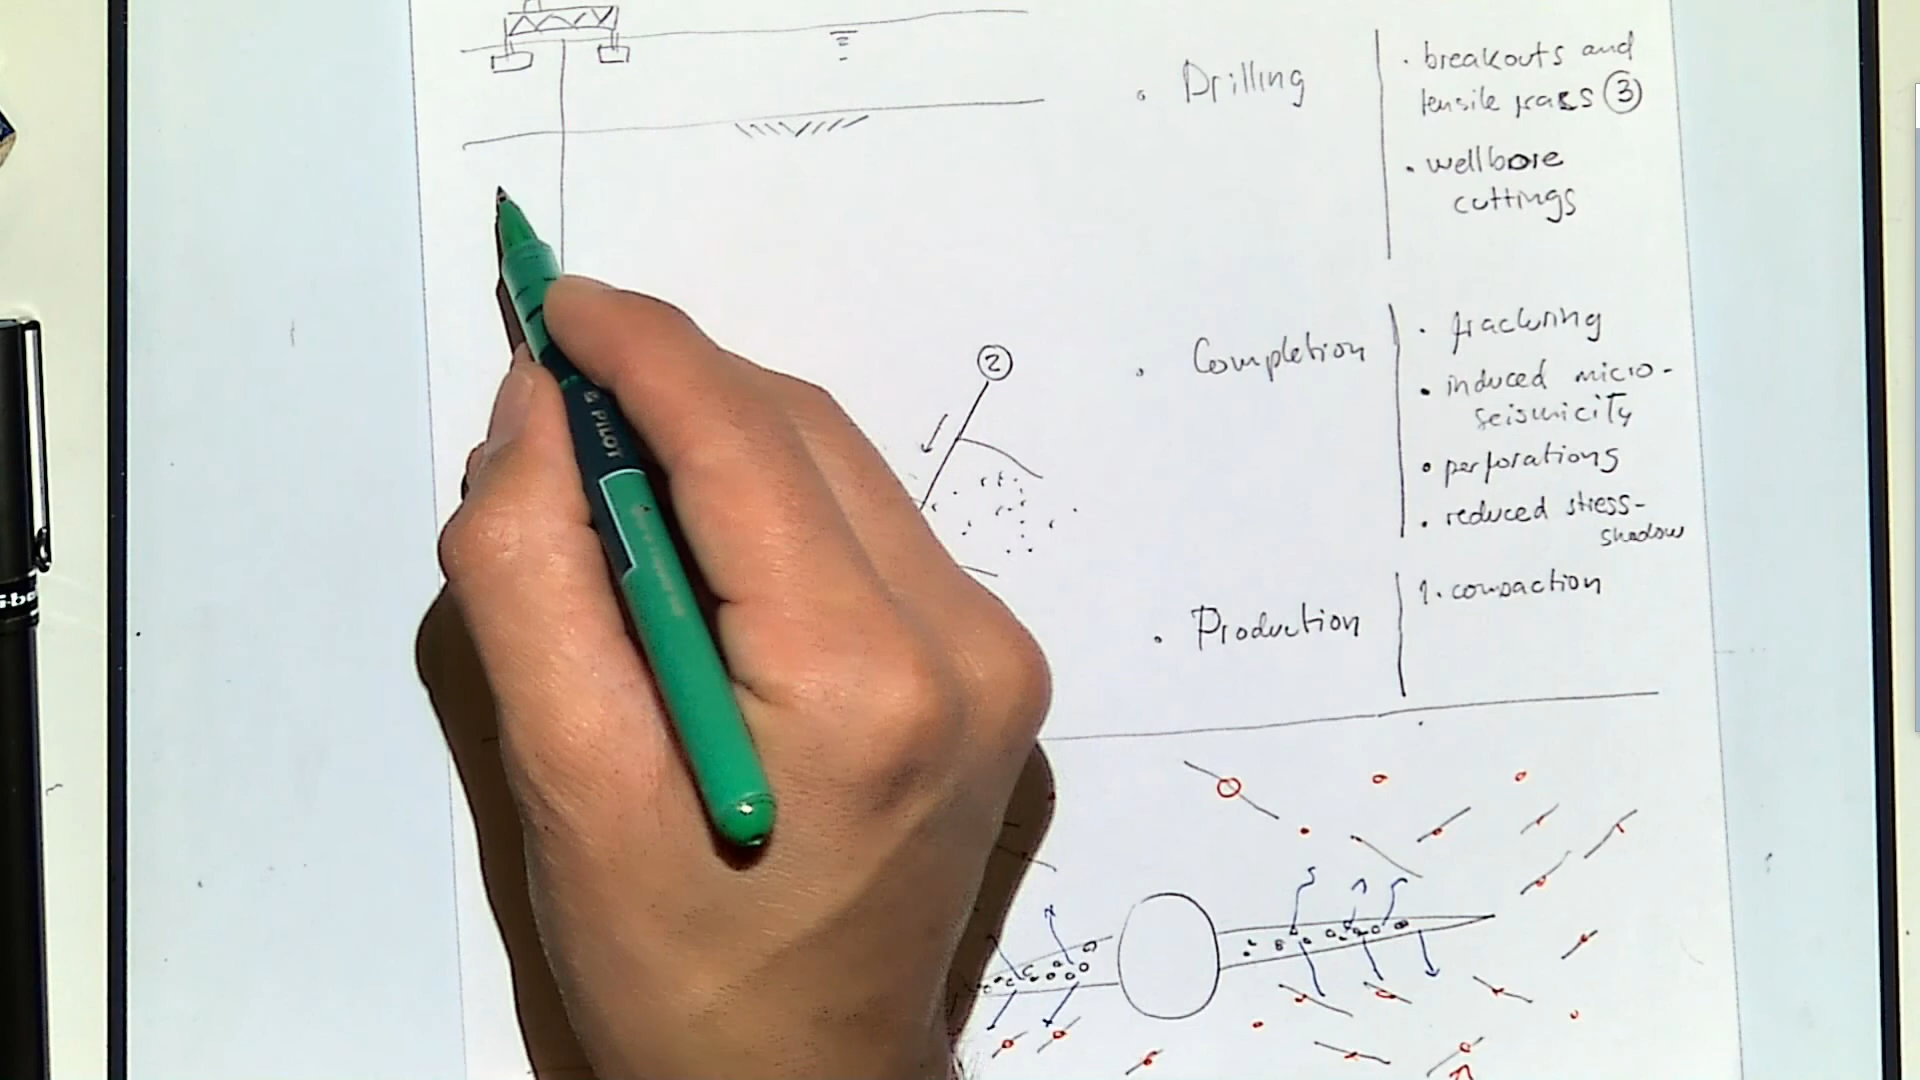 • Drilling
• breakouts and
tensile fracs ③
• wellbore
cuttings
②
• Completion
• fracturing
• induced micro-
seismicity
• perforations
• reduced stress-
shadow
• Production
1. compaction
PILOT